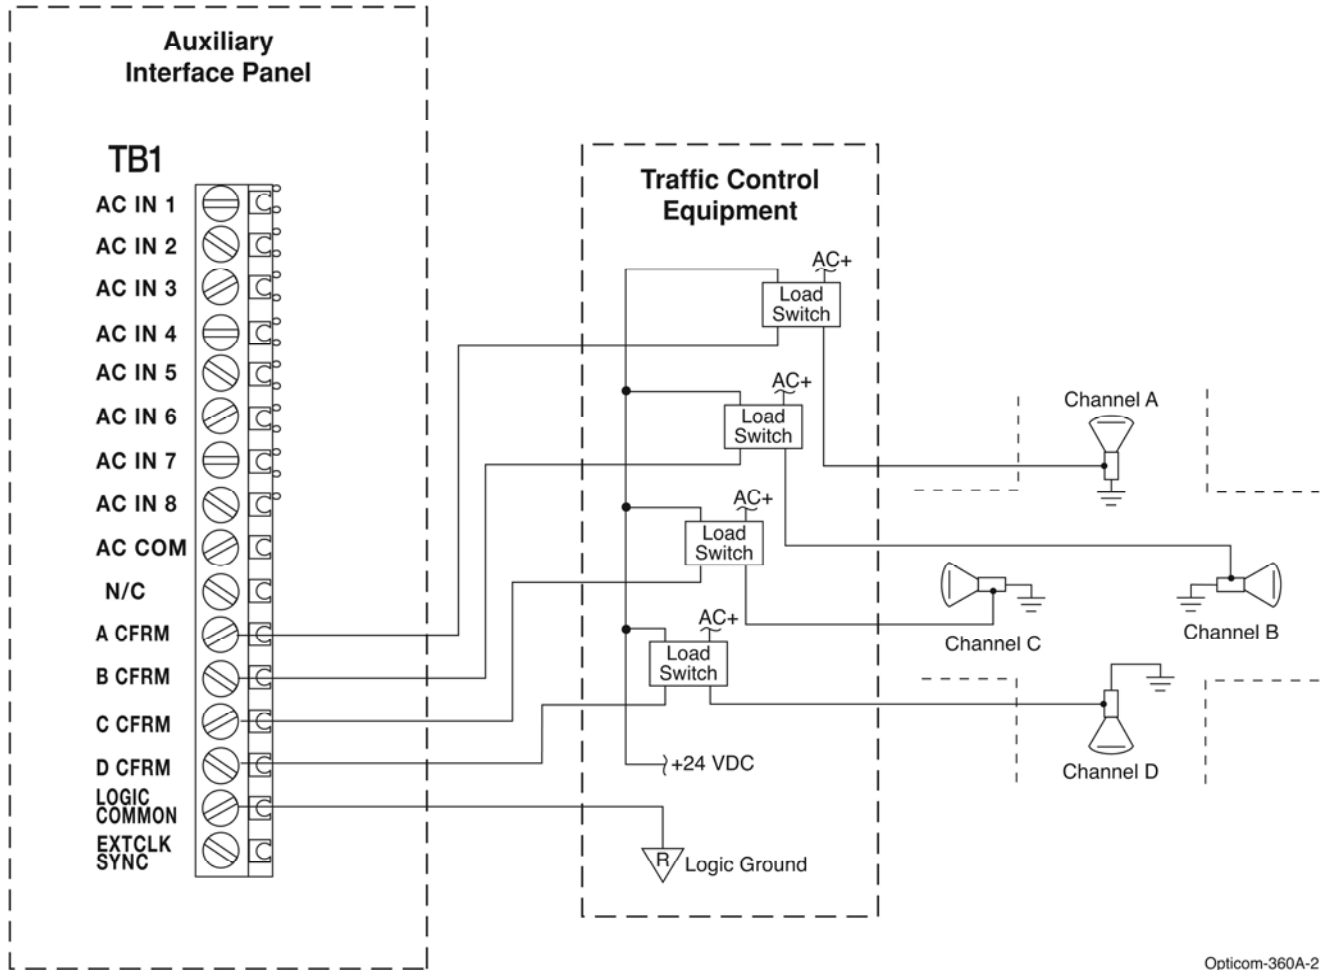 Auxiliary
Interface Panel
TB1
AC IN 1
AC IN 2
AC IN 3
AC IN 4
AC IN 5
AC IN 6
AC IN 7
AC IN 8
AC COM
N/C
A CFRM
B CFRM
C CFRM
D CFRM
LOGIC
COMMON
EXTCLK
SYNC
Traffic Control
Equipment
AC+
Load
Switch
AC+
Load
Switch
AC+
Load
Switch
AC+
Load
Switch
+24 VDC
R
Logic Ground
Channel A
Channel B
Channel C
Channel D
Opticom-360A-2